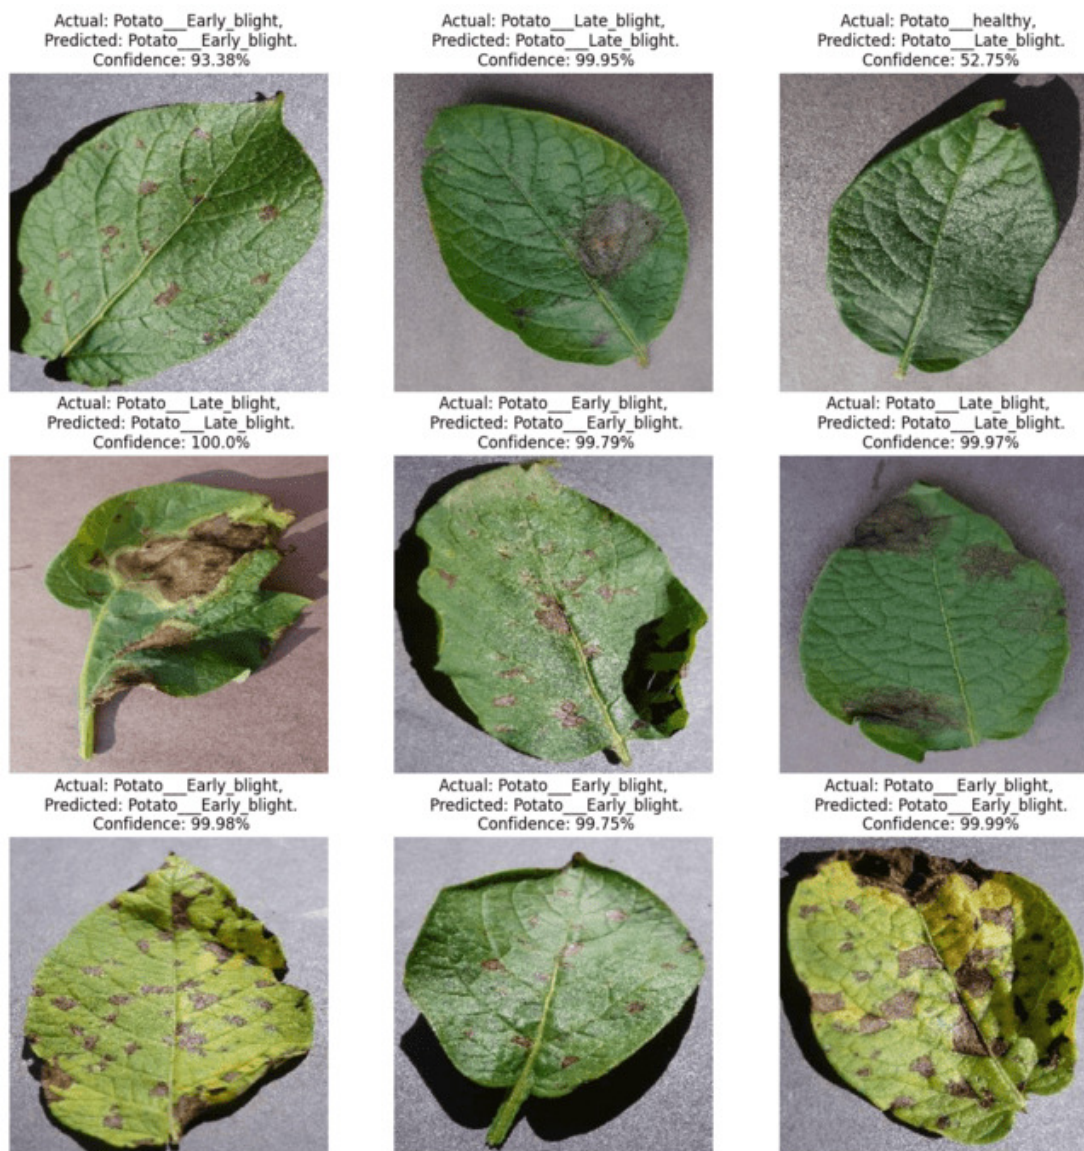 Actual: Potato___Early_blight,
Predicted: Potato___Early_blight.
Confidence: 93.38%
Actual: Potato___Late_blight,
Predicted: Potato___Late_blight.
Confidence: 99.95%
Actual: Potato___healthy,
Predicted: Potato___Late_blight.
Confidence: 52.75%
Actual: Potato___Late_blight,
Predicted: Potato___Late_blight.
Confidence: 100.0%
Actual: Potato___Early_blight,
Predicted: Potato___Early_blight.
Confidence: 99.79%
Actual: Potato___Late_blight,
Predicted: Potato___Late_blight.
Confidence: 99.97%
Actual: Potato___Early_blight,
Predicted: Potato___Early_blight.
Confidence: 99.98%
Actual: Potato___Early_blight,
Predicted: Potato___Early_blight.
Confidence: 99.75%
Actual: Potato___Early_blight,
Predicted: Potato___Early_blight.
Confidence: 99.99%